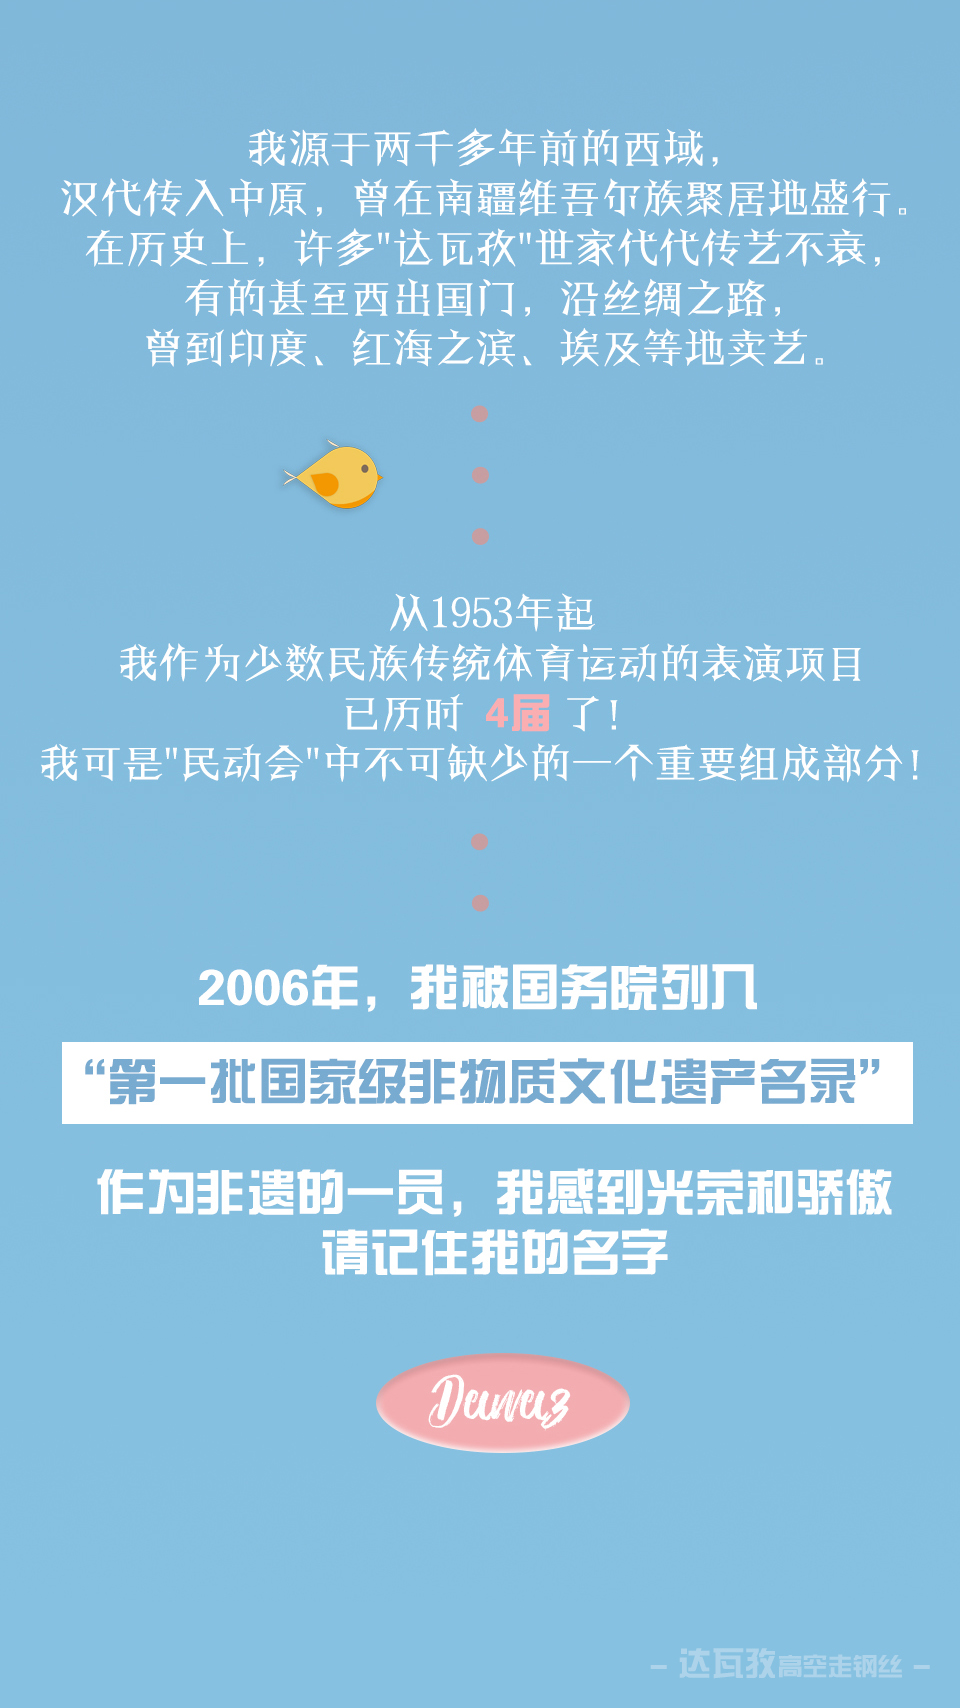 我源于两千多年前的西域，
汉代传入中原，曾在南疆维吾尔族聚居地盛行。
在历史上，许多"达瓦孜"世家代代传艺不衰，
有的甚至西出国门，沿丝绸之路，
曾到印度、红海之滨、埃及等地卖艺。
从1953年起
我作为少数民族传统体育运动的表演项目
已历时 4届 了！
我可是"民动会"中不可缺少的一个重要组成部分！
2006年，我被国务院列入
“第一批国家级非物质文化遗产名录”
作为非遗的一员，我感到光荣和骄傲
请记住我的名字
Dawaz
- 达瓦孜高空走钢丝 -